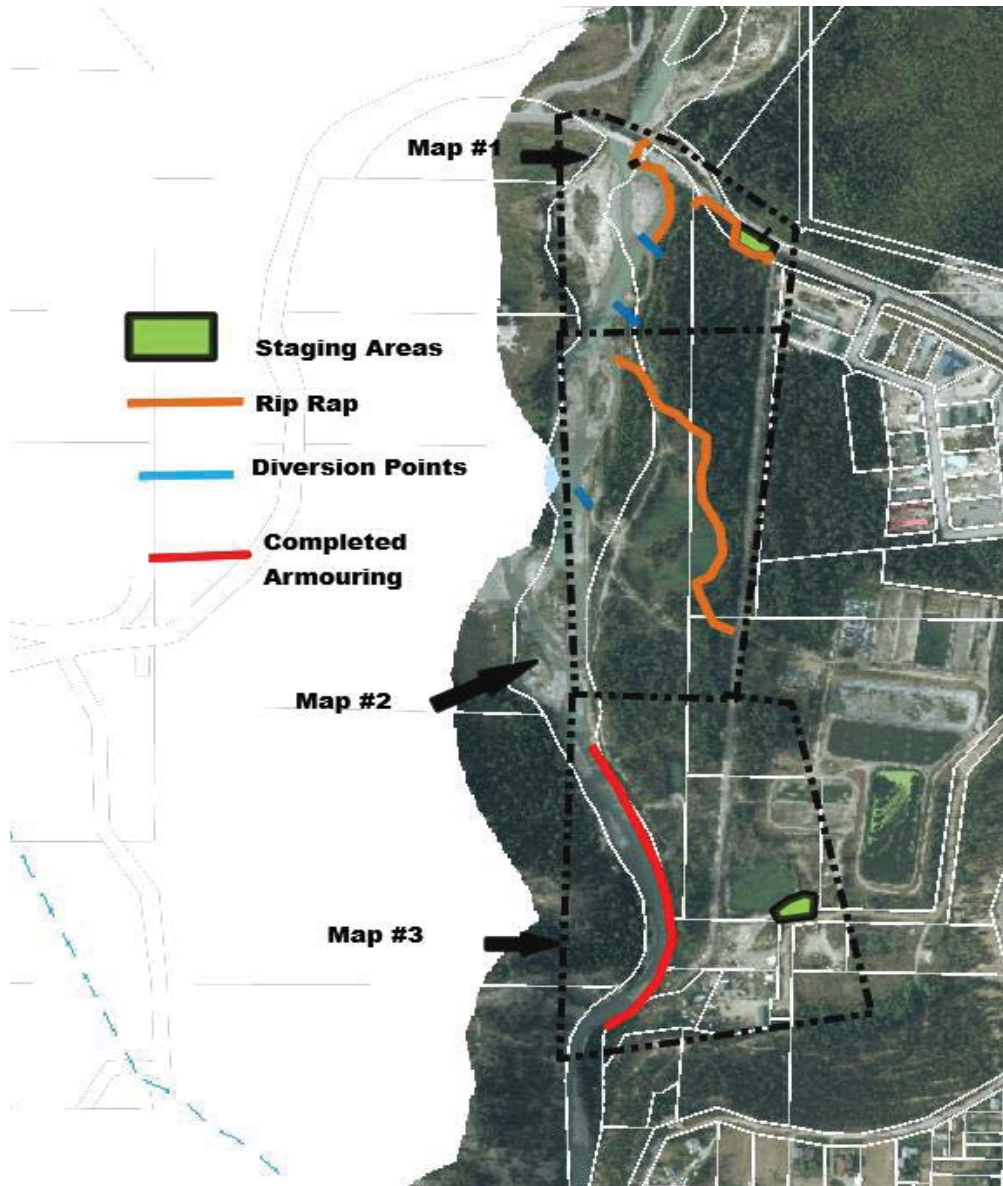 Map #1
Staging Areas
Rip Rap
Diversion Points
Completed
Armouring
Map #2
Map #3